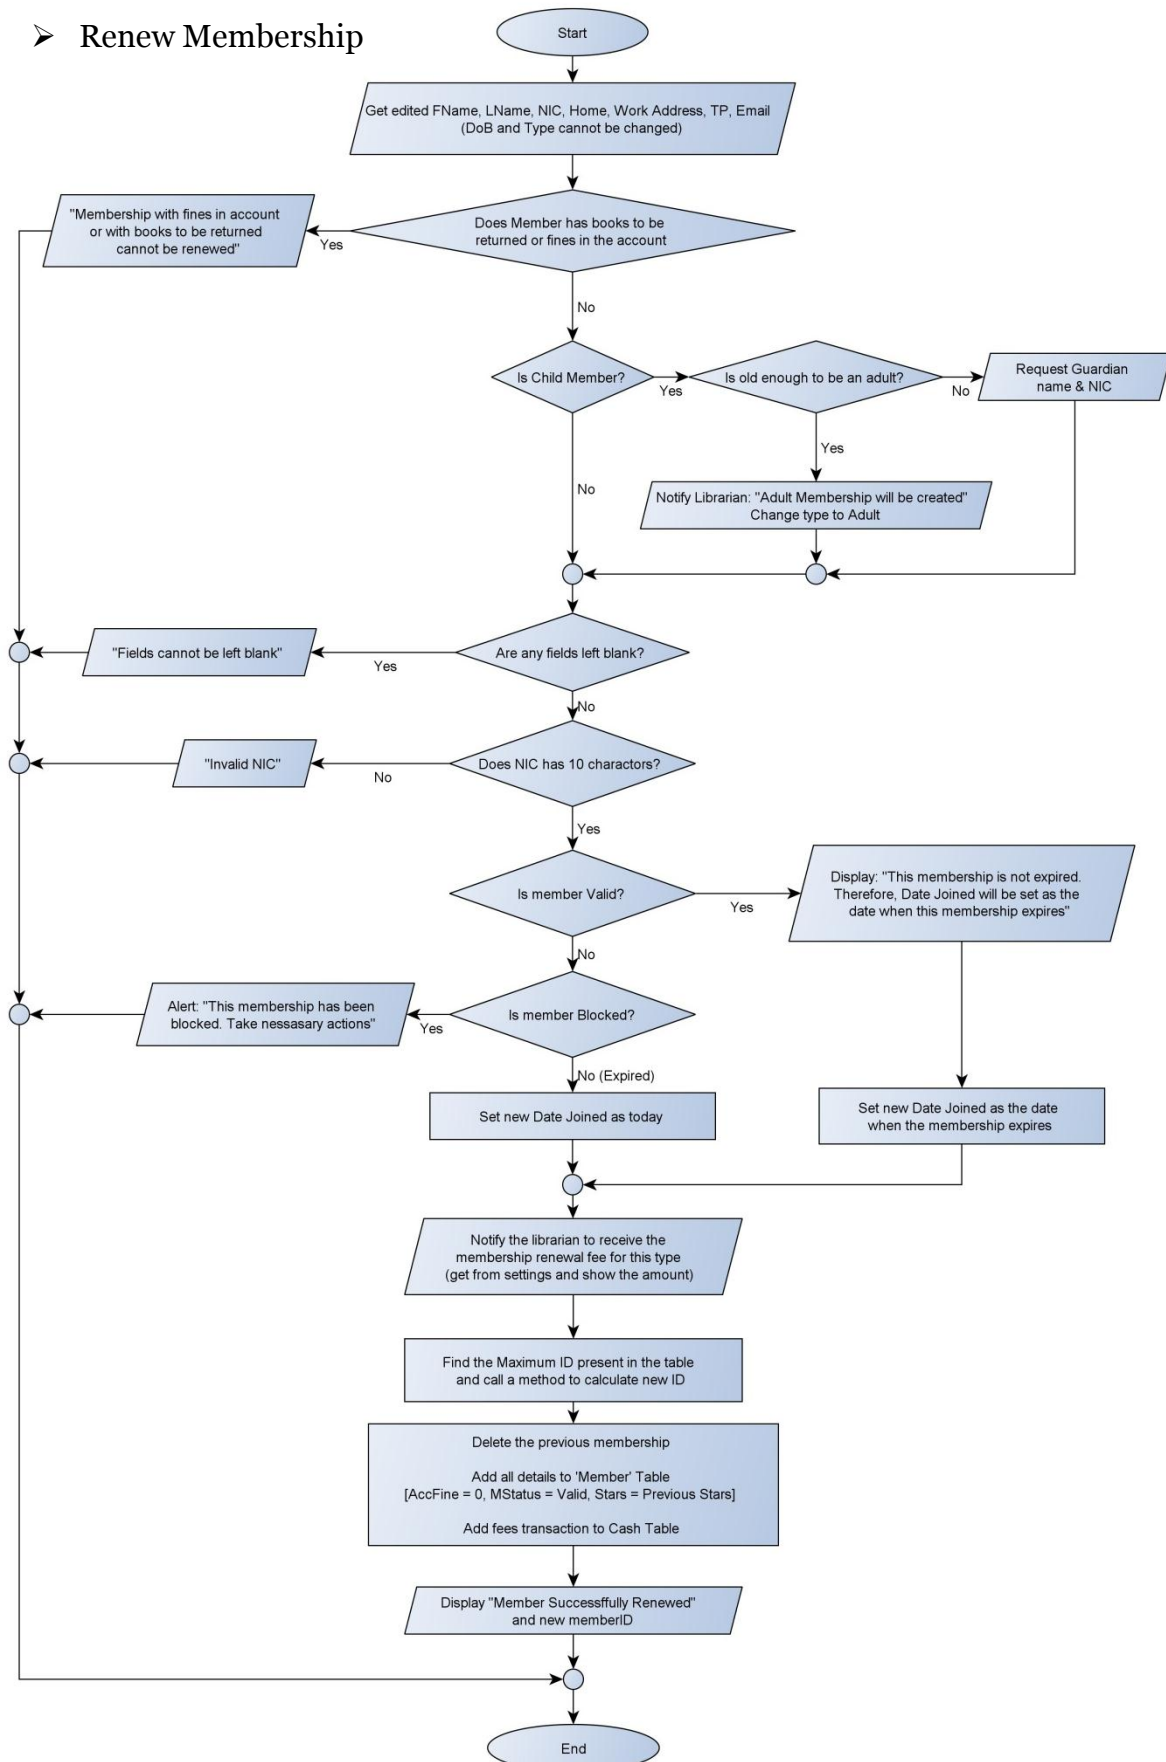 ➢ Renew Membership
Start
Get edited FName, LName, NIC, Home, Work Address, TP, Email
(DoB and Type cannot be changed)
"Membership with fines in account
or with books to be returned
cannot be renewed"
Yes
Does Member has books to be
returned or fines in the account
No
Is Child Member?
Yes
Is old enough to be an adult?
No
Request Guardian
name & NIC
Yes
No
Notify Librarian: "Adult Membership will be created"
Change type to Adult
"Fields cannot be left blank"
Yes
Are any fields left blank?
No
"Invalid NIC"
No
Does NIC has 10 charactors?
Yes
Is member Valid?
Yes
Display: "This membership is not expired.
Therefore, Date Joined will be set as the
date when this membership expires"
No
Alert: "This membership has been
blocked. Take nessasary actions"
Yes
Is member Blocked?
No (Expired)
Set new Date Joined as today
Set new Date Joined as the date
when the membership expires
Notify the librarian to receive the
membership renewal fee for this type
(get from settings and show the amount)
Find the Maximum ID present in the table
and call a method to calculate new ID
Delete the previous membership
Add all details to 'Member' Table
[AccFine = 0, MStatus = Valid, Stars = Previous Stars]
Add fees transaction to Cash Table
Display "Member Successffully Renewed"
and new memberID
End